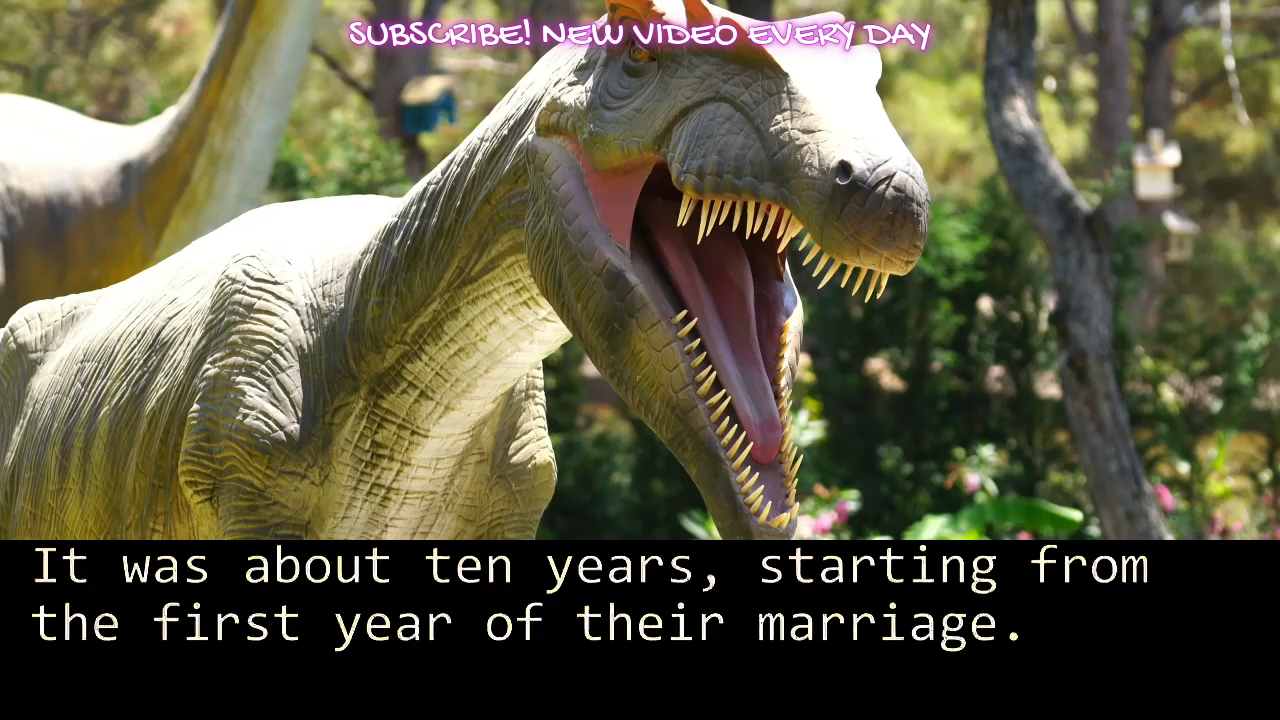 SUBSCRIBE! NEW VIDEO EVERY DAY
It was about ten years, starting from
the first year of their marriage.